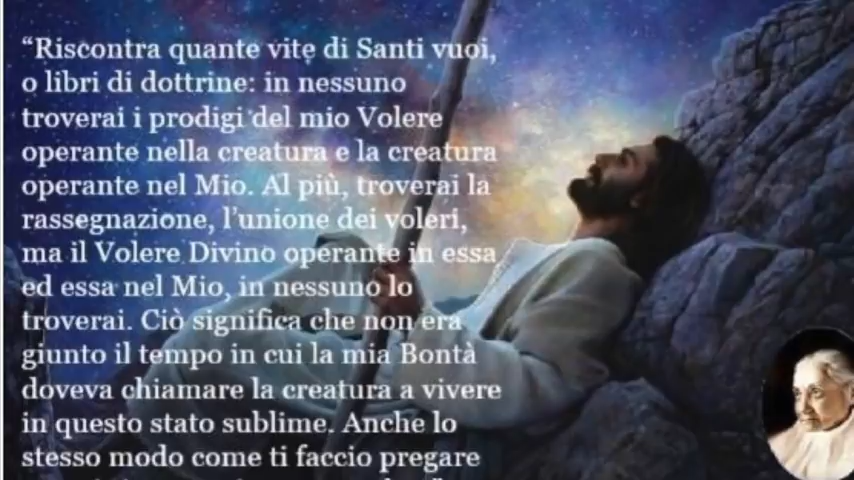 “Riscontra quante vite di Santi vuoi,
o libri di dottrine: in nessuno
troverai i prodigi del mio Volere
operante nella creatura e la creatura
operante nel Mio. Al più, troverai la
rassegnazione, l’unione dei voleri,
ma il Volere Divino operante in essa
ed essa nel Mio, in nessuno lo
troverai. Ciò significa che non era
giunto il tempo in cui la mia Bontà
doveva chiamare la creatura a vivere
in questo stato sublime. Anche lo
stesso modo come ti faccio pregare